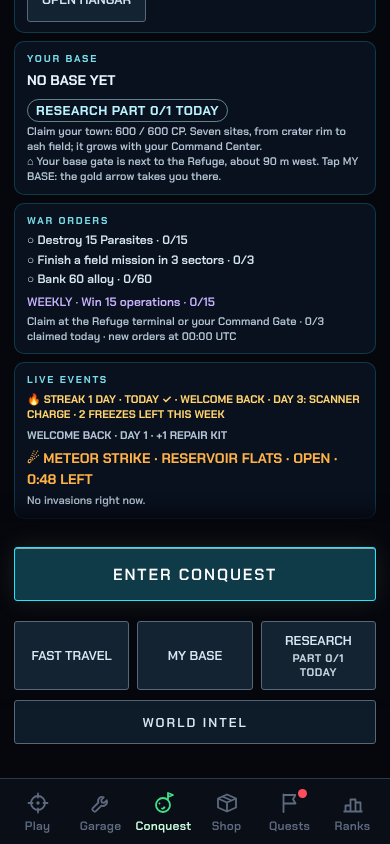 OPEN HANGAR
YOUR BASE
NO BASE YET
RESEARCH PART 0/1 TODAY
Claim your town: 600 / 600 CP. Seven sites, from crater rim to
ash field; it grows with your Command Center.
⌂ Your base gate is next to the Refuge, about 90 m west. Tap MY
BASE: the gold arrow takes you there.
WAR ORDERS
○ Destroy 15 Parasites · 0/15
○ Finish a field mission in 3 sectors · 0/3
○ Bank 60 alloy · 0/60
WEEKLY · Win 15 operations · 0/15
Claim at the Refuge terminal or your Command Gate · 0/3
claimed today · new orders at 00:00 UTC
LIVE EVENTS
🔥 STREAK 1 DAY · TODAY ✓ · WELCOME BACK · DAY 3: SCANNER
CHARGE · 2 FREEZES LEFT THIS WEEK
WELCOME BACK · DAY 1 · +1 REPAIR KIT
☄ METEOR STRIKE · RESERVOIR FLATS · OPEN ·
0:48 LEFT
No invasions right now.
ENTER CONQUEST
FAST TRAVEL
MY BASE
RESEARCH
PART 0/1
TODAY
WORLD INTEL
Play
Garage
Conquest
Shop
Quests
Ranks